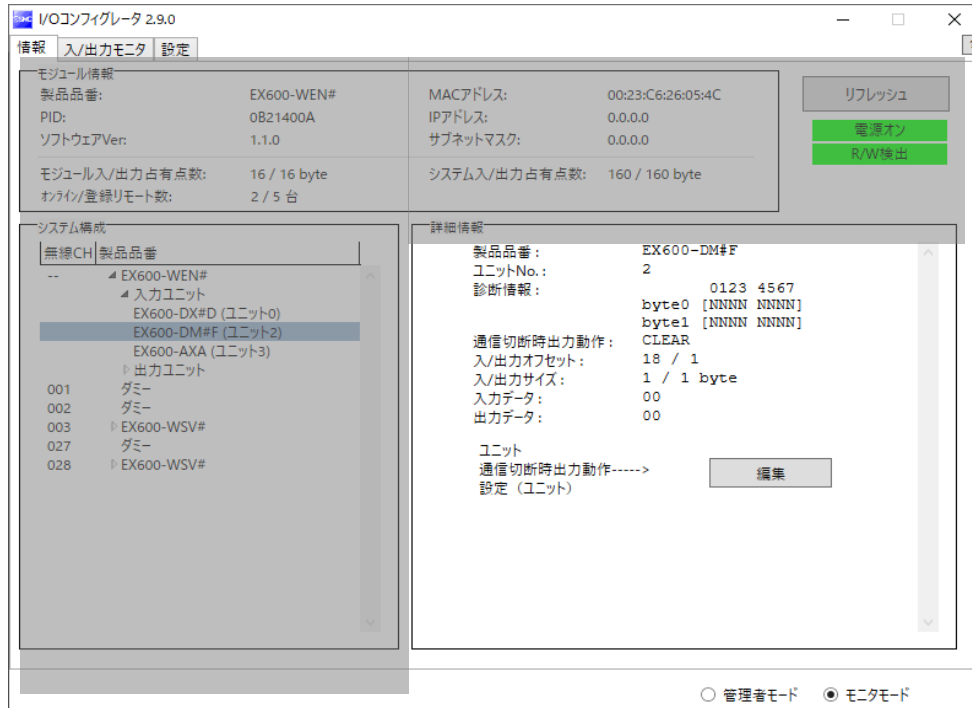 SMC I/Oコンフィグレータ 2.9.0
情報 入/出力モニタ 設定
モジュール情報
製品品番: EX600-WEN# MACアドレス: 00:23:C6:26:05:4C リフレッシュ
PID: 0B21400A IPアドレス: 0.0.0.0 電源オン
ソフトウェアVer: 1.1.0 サブネットマスク: 0.0.0.0 R/W検出
モジュール入/出力占有点数: 16 / 16 byte システム入/出力占有点数: 160 / 160 byte
オンライン/登録リモート数: 2 / 5 台
システム構成
無線CH 製品品番
-- EX600-WEN#
入力ユニット
EX600-DX#D (ユニット0)
EX600-DM#F (ユニット2)
EX600-AXA (ユニット3)
出力ユニット
001 ダミー
002 ダミー
003 EX600-WSV#
027 ダミー
028 EX600-WSV#
詳細情報
製品品番: EX600-DM#F
ユニットNo.: 2
診断情報: 0123 4567
byte0 [NNNN NNNN]
byte1 [NNNN NNNN]
通信切断時出力動作: CLEAR
入/出力オフセット: 18 / 1
入/出力サイズ: 1 / 1 byte
入力データ: 00
出力データ: 00
ユニット
通信切断時出力動作-----> 編集
設定 (ユニット)
管理者モード モニタモード